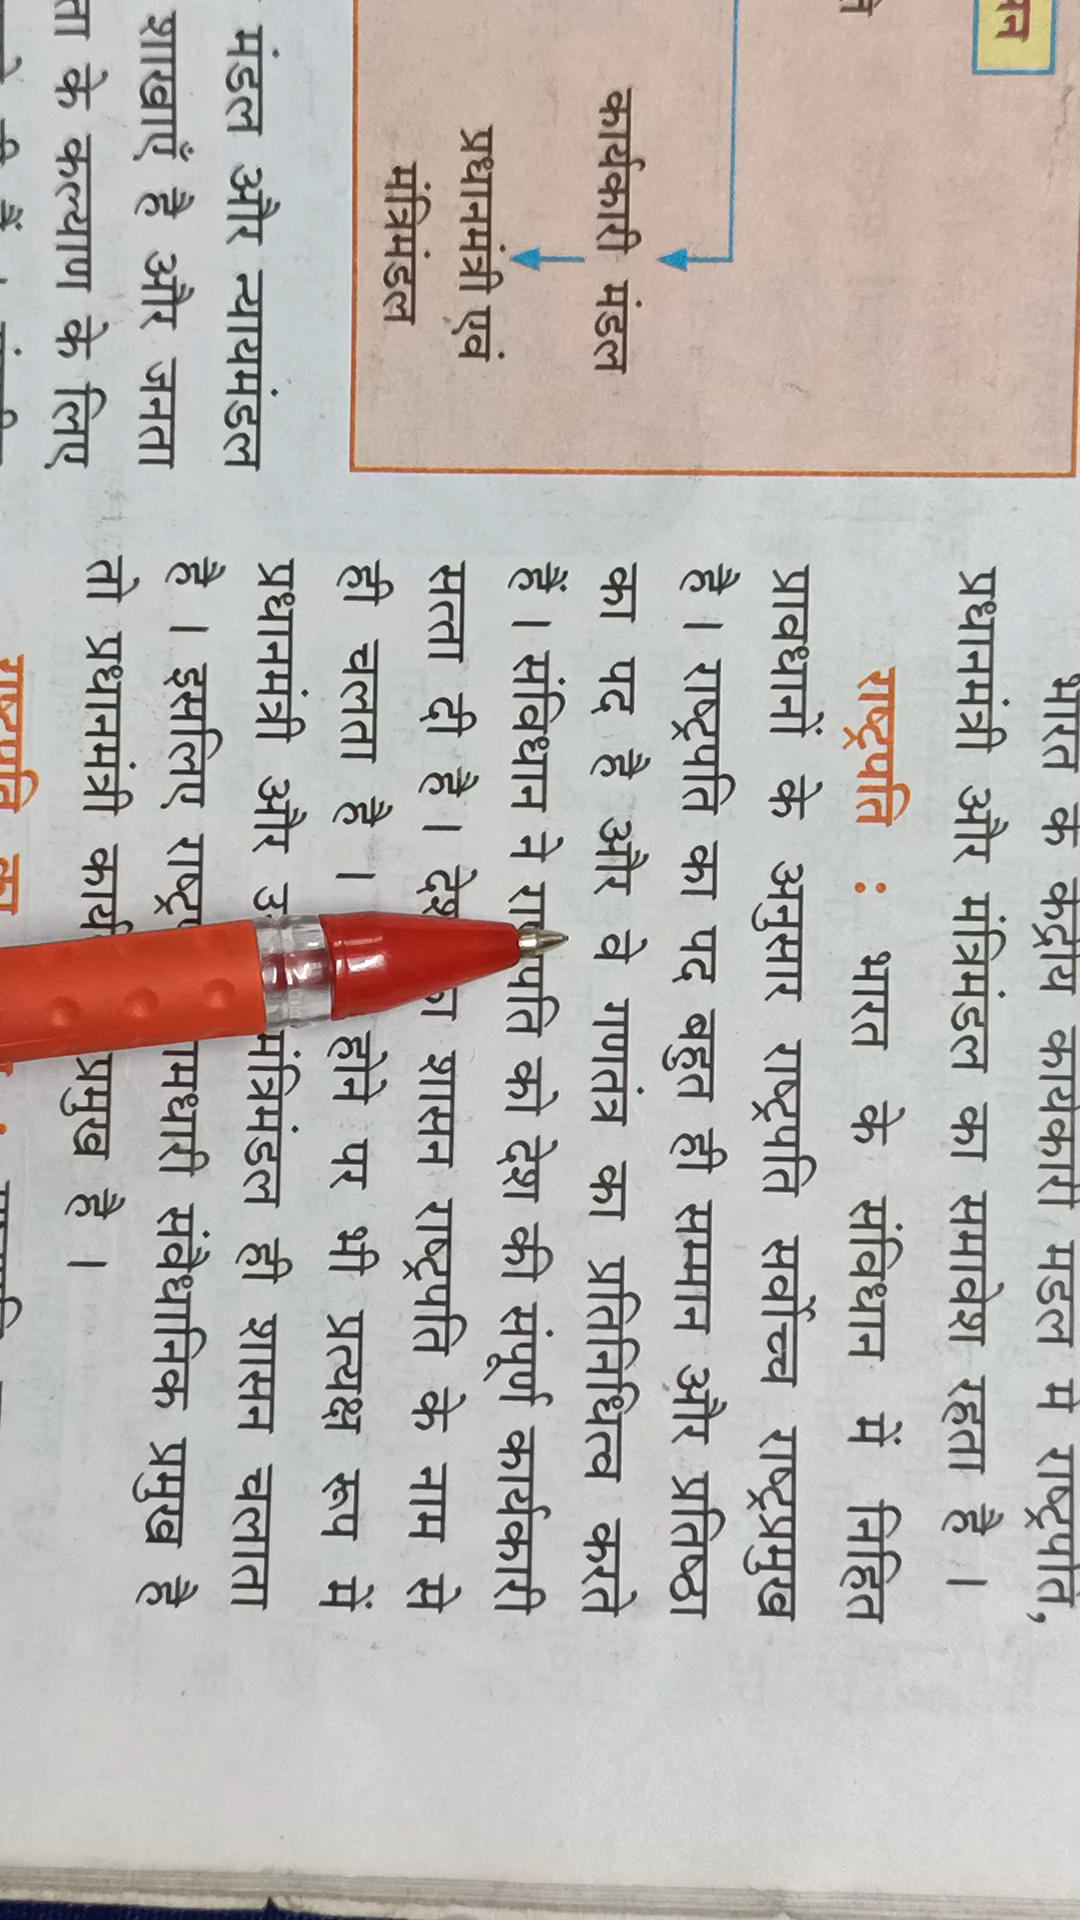 कार्यकारी मंडल
प्रधानमंत्री एवं
मंत्रिमंडल
मंडल और न्यायमंडल
शाखाएँ है और जनता
के कल्याण के लिए
भारत के केंद्रीय कार्यकारी मंडल में राष्ट्रपति,
प्रधानमंत्री और मंत्रिमंडल का समावेश रहता है ।
राष्ट्रपति : भारत के संविधान में निहित
प्रावधानों के अनुसार राष्ट्रपति सर्वोच्च राष्ट्रप्रमुख
है । राष्ट्रपति का पद बहुत ही सम्मान और प्रतिष्ठा
का पद है और वे गणतंत्र का प्रतिनिधित्व करते
हैं । संविधान ने को देश की संपूर्ण कार्यकारी
सत्ता दी है । शासन राष्ट्रपति के नाम से
ही चलता है । होने पर भी प्रत्यक्ष रूप में
प्रधानमंत्री और मंत्रिमंडल ही शासन चलाता
है । इसलिए संवैधानिक प्रमुख है
तो प्रधानमंत्री प्रमुख है ।
राष्ट्रपति का